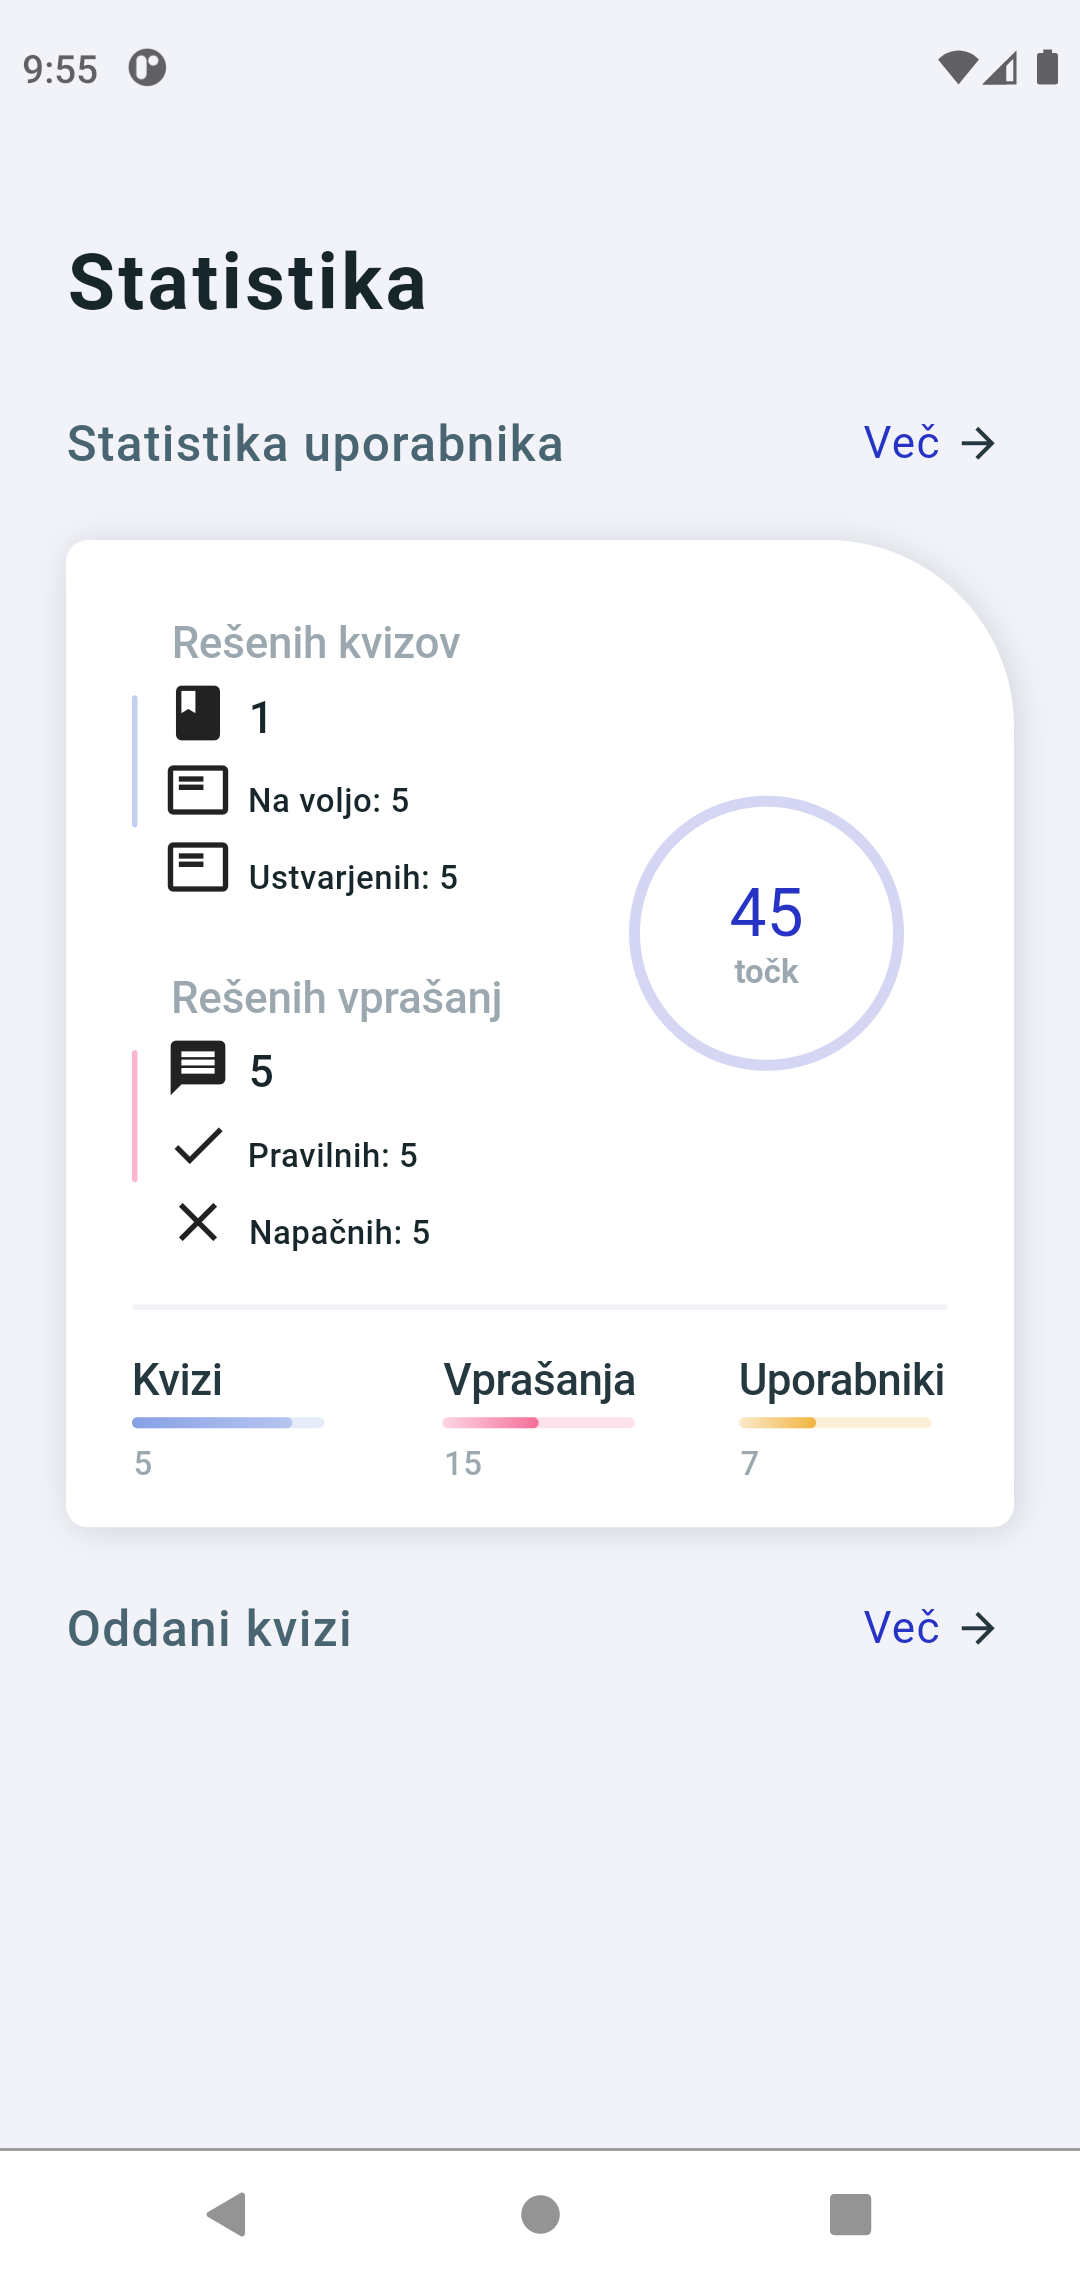 9:55
Statistika
Statistika uporabnika
Več
Rešenih kvizov
1
Na voljo: 5
Ustvarjenih: 5
45
točk
Rešenih vprašanj
5
Pravilnih: 5
Napačnih: 5
Kvizi
Vprašanja
Uporabniki
5
15
7
Oddani kvizi
Več